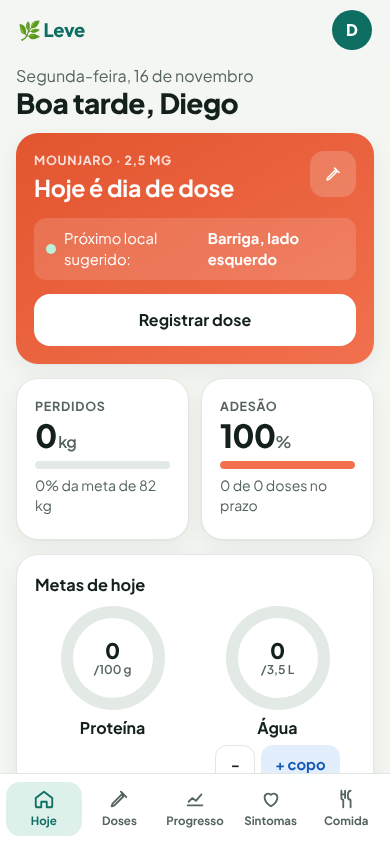 Leve
D
Segunda-feira, 16 de novembro
Boa tarde, Diego
MOUNJARO · 2,5 MG
Hoje é dia de dose
Próximo local sugerido:
Barriga, lado esquerdo
Registrar dose
PERDIDOS
0kg
0% da meta de 82 kg
ADESÃO
100%
0 de 0 doses no prazo
Metas de hoje
0
/100 g
Proteína
0
/3,5 L
Água
-
+ copo
Hoje
Doses
Progresso
Sintomas
Comida